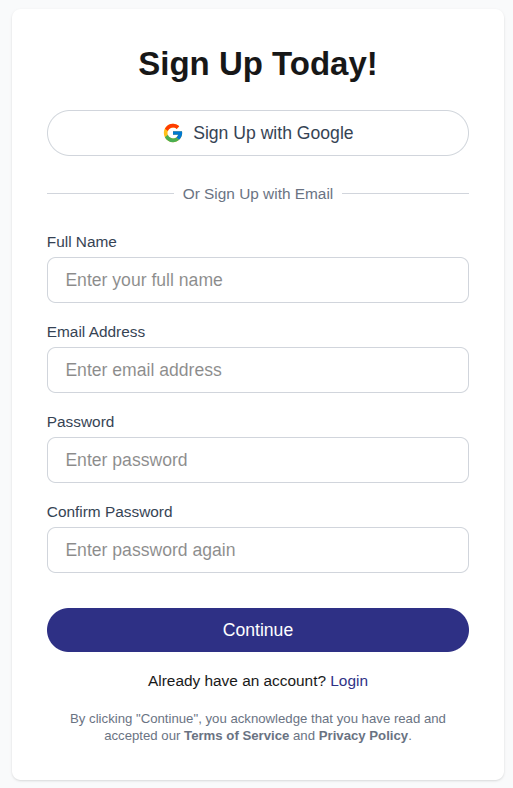 Sign Up Today!
Sign Up with Google
Or Sign Up with Email
Full Name
Enter your full name
Email Address
Enter email address
Password
Enter password
Confirm Password
Enter password again
Continue
Already have an account? Login
By clicking "Continue", you acknowledge that you have read and
accepted our Terms of Service and Privacy Policy.